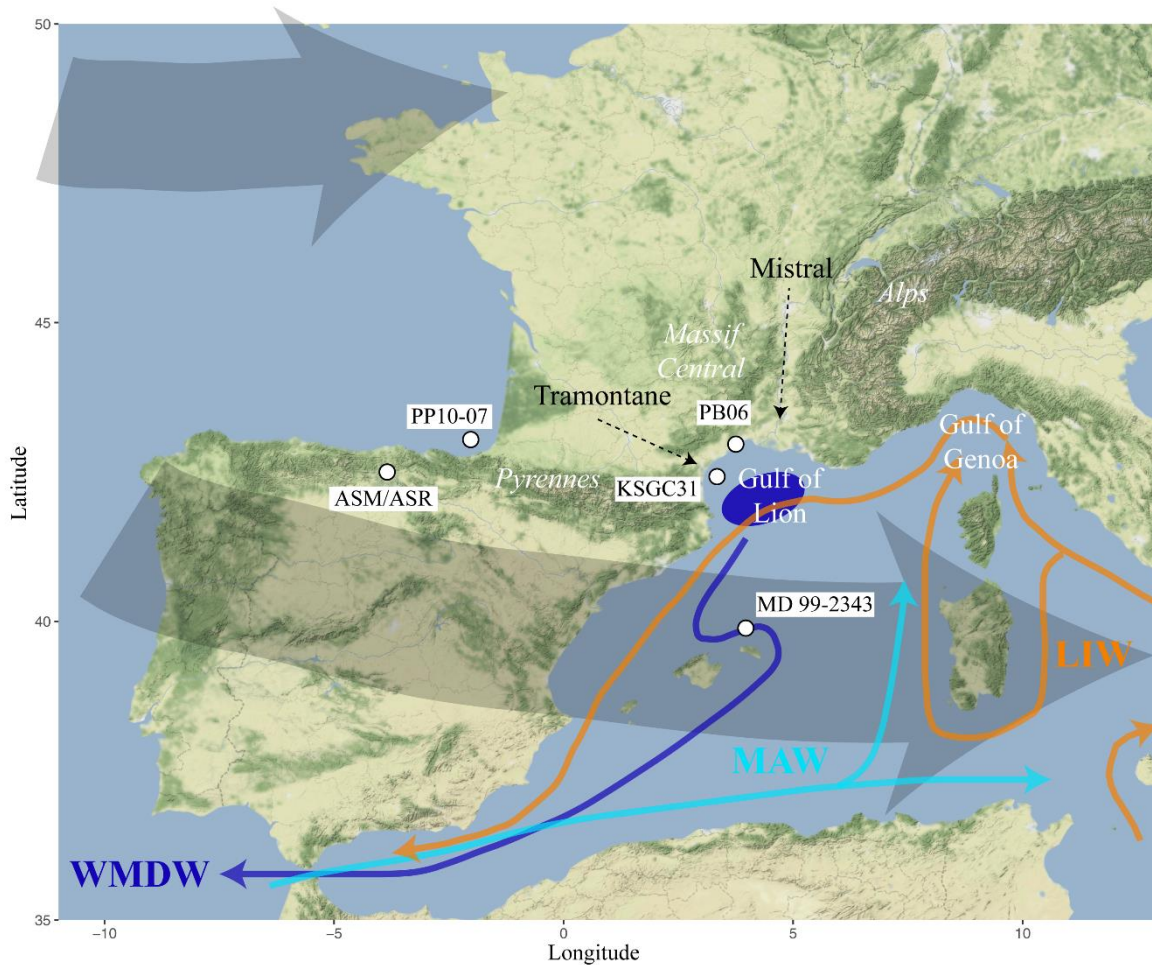 50
Mistral
Alps
45
Massif
Central
Tramontane
PP10-07
PB06
Gulf of
Genoa
ASM/ASR
Pyrennes
KSGC31
Gulf of
Lion
Latitude
MD 99-2343
40
LIW
MAW
WMDW
35
−10
−5
0
5
10
Longitude